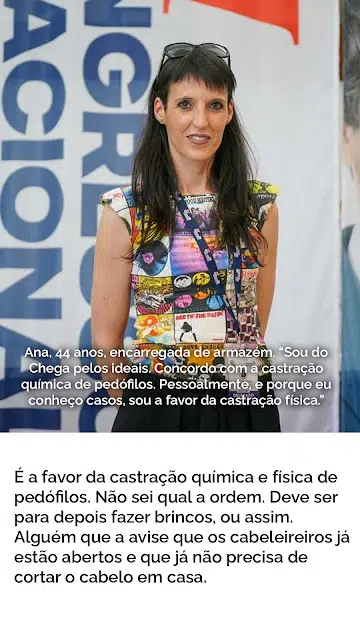 NGRE
ACIONAL
Ana, 44 anos, encarregada de armazém. “Sou do
Chega pelos ideais. Concordo com a castração
química de pedófilos. Pessoalmente, e porque eu
conheço casos, sou a favor da castração física.”
É a favor da castração química e física de
pedófilos. Não sei qual a ordem. Deve ser
para depois fazer brincos, ou assim.
Alguém que a avise que os cabeleireiros já
estão abertos e que já não precisa de
cortar o cabelo em casa.